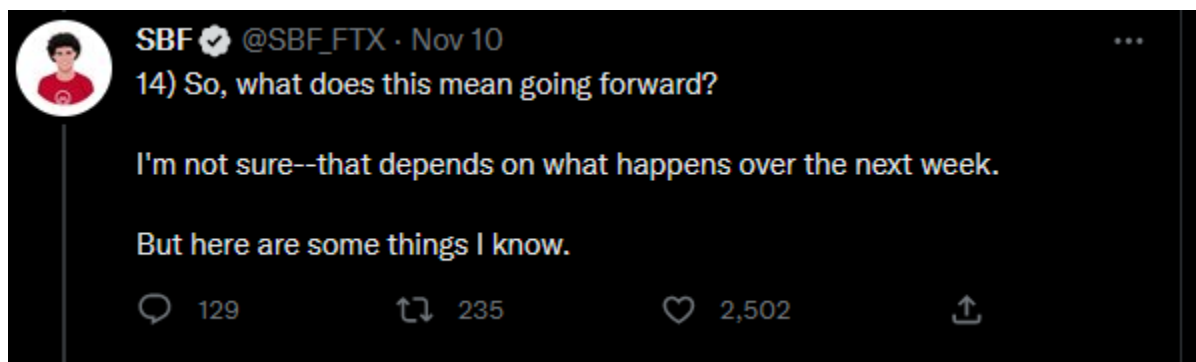 SBF @SBF_FTX · Nov 10
14) So, what does this mean going forward?
I'm not sure--that depends on what happens over the next week.
But here are some things I know.
129 235 2,502